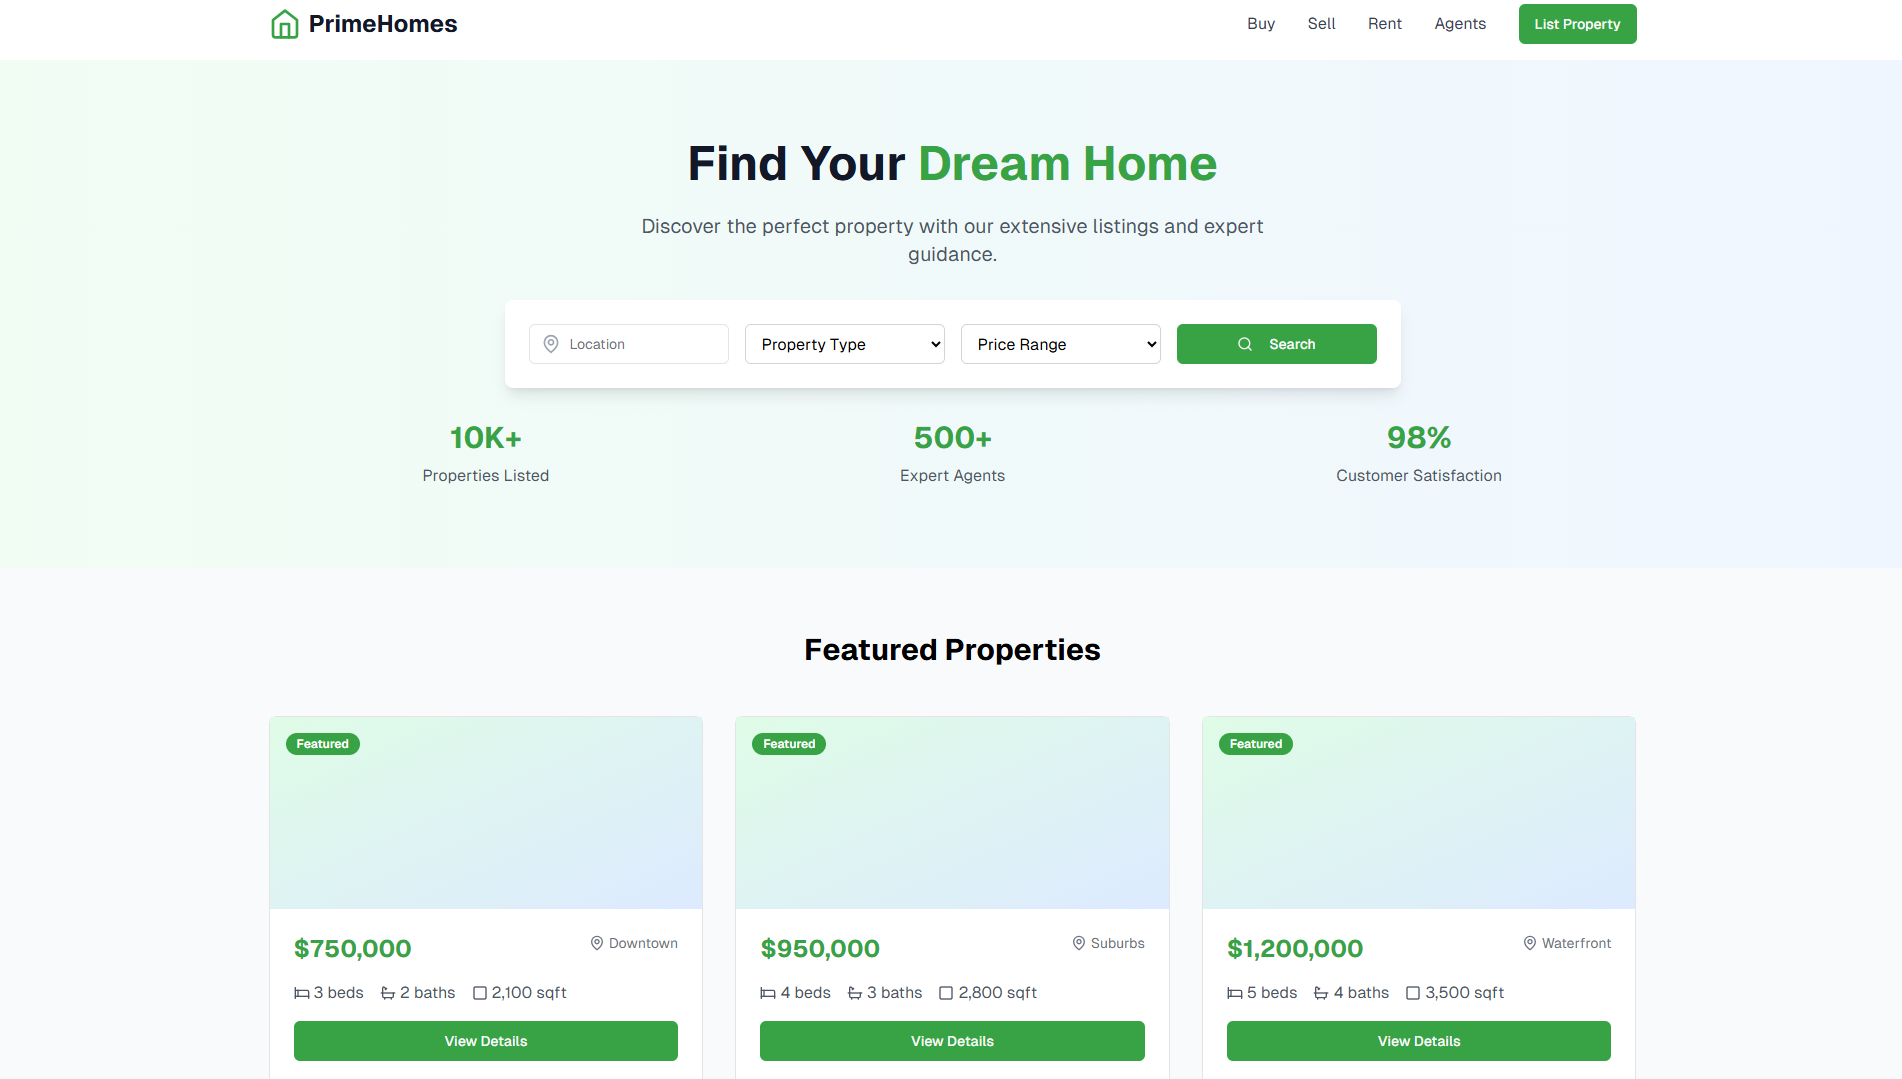 PrimeHomes
Buy Sell Rent Agents List Property
Find Your Dream Home
Discover the perfect property with our extensive listings and expert
guidance.
Location Property Type Price Range Search
10K+ 500+ 98%
Properties Listed Expert Agents Customer Satisfaction
Featured Properties
Featured Featured Featured
$750,000 Downtown $950,000 Suburbs $1,200,000 Waterfront
3 beds 2 baths 2,100 sqft 4 beds 3 baths 2,800 sqft 5 beds 4 baths 3,500 sqft
View Details View Details View Details